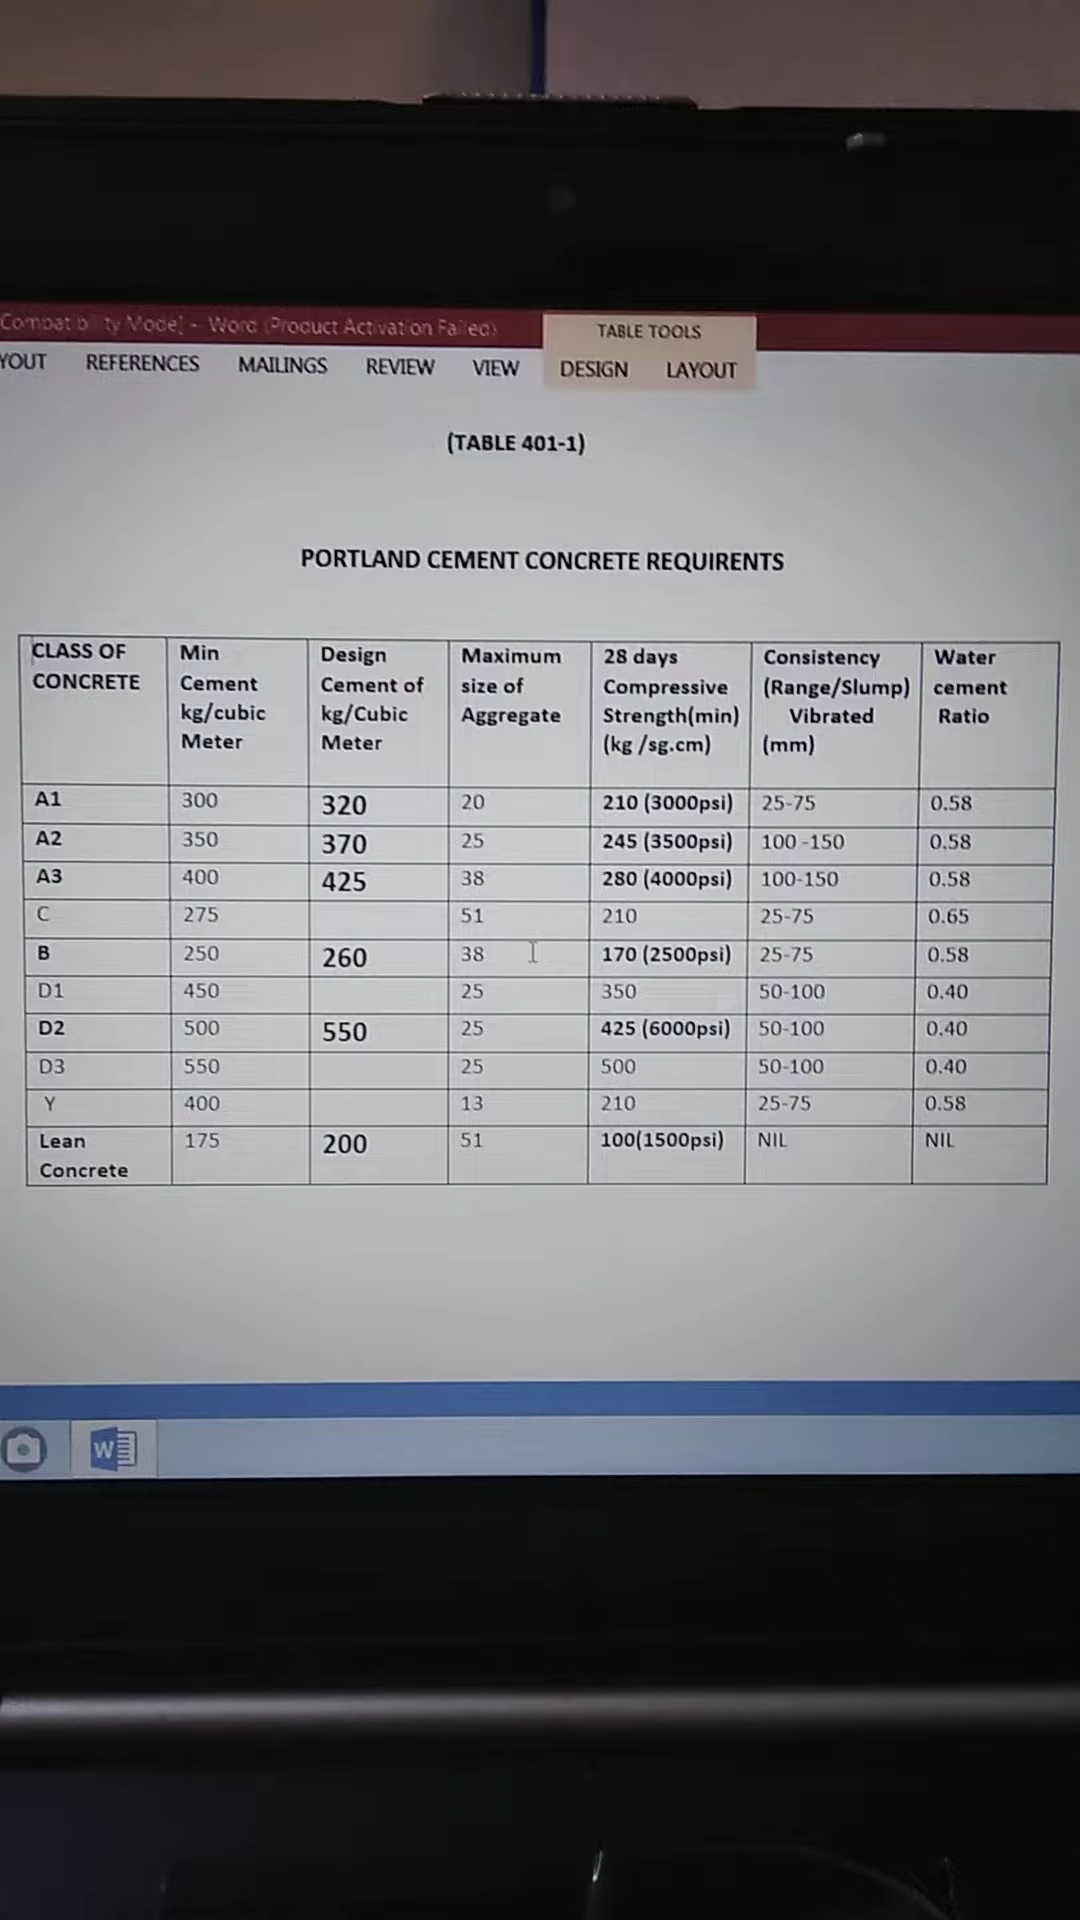 Compatibility Mode] - Word (Product Activation Failed)
TABLE TOOLS
YOUT REFERENCES MAILINGS REVIEW VIEW DESIGN LAYOUT
(TABLE 401-1)
PORTLAND CEMENT CONCRETE REQUIRENTS
CLASS OF CONCRETE | Min Cement kg/cubic Meter | Design Cement of kg/Cubic Meter | Maximum size of Aggregate | 28 days Compressive Strength(min) (kg /sg.cm) | Consistency (Range/Slump) Vibrated (mm) | Water cement Ratio
A1 | 300 | 320 | 20 | 210 (3000psi) | 25-75 | 0.58
A2 | 350 | 370 | 25 | 245 (3500psi) | 100 -150 | 0.58
A3 | 400 | 425 | 38 | 280 (4000psi) | 100-150 | 0.58
C | 275 | | 51 | 210 | 25-75 | 0.65
B | 250 | 260 | 38 | 170 (2500psi) | 25-75 | 0.58
D1 | 450 | | 25 | 350 | 50-100 | 0.40
D2 | 500 | 550 | 25 | 425 (6000psi) | 50-100 | 0.40
D3 | 550 | | 25 | 500 | 50-100 | 0.40
Y | 400 | | 13 | 210 | 25-75 | 0.58
Lean Concrete | 175 | 200 | 51 | 100(1500psi) | NIL | NIL
W